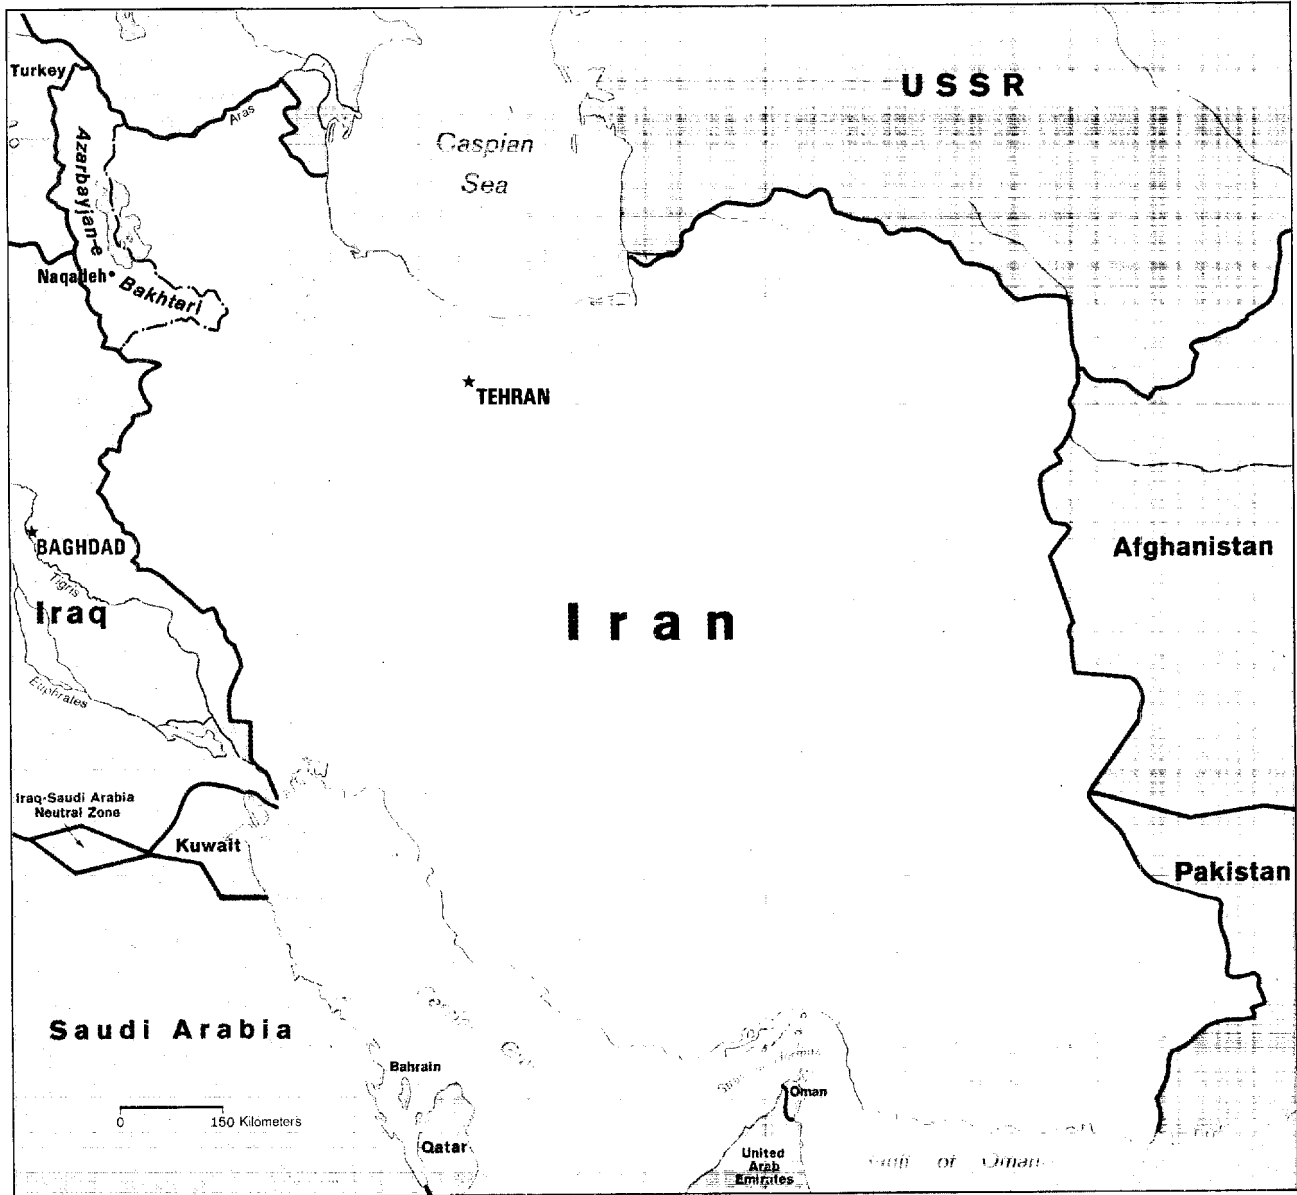 USSR
Turkey
Aras
Caspian
Sea
Azarbayjan-e
Bakhtari
Naqadeh
TEHRAN
BAGHDAD
Tigris
Iraq
Iran
Afghanistan
Euphrates
Iraq-Saudi Arabia
Neutral Zone
Kuwait
Pakistan
Saudi Arabia
Bahrain
Oman
0 150 Kilometers
Qatar
United
Arab
Emirates
of Oman